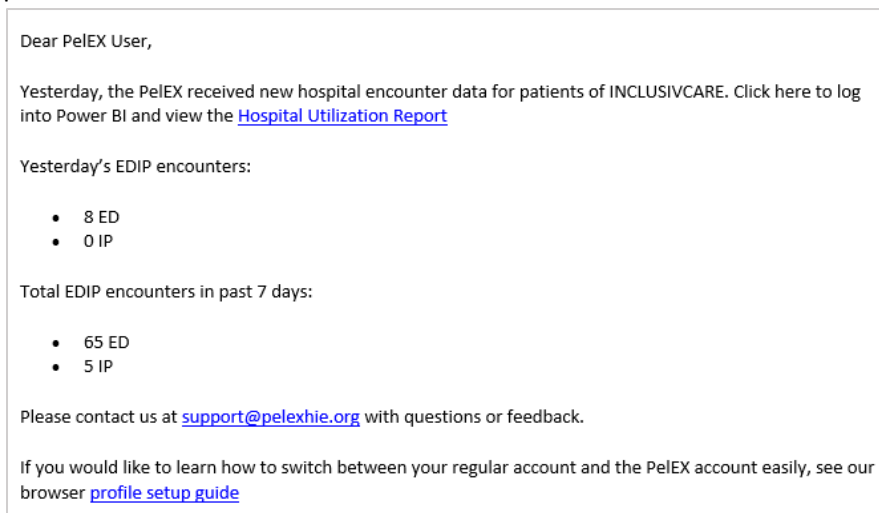 Dear PelEX User,
Yesterday, the PelEX received new hospital encounter data for patients of INCLUSIVCARE. Click here to log
into Power BI and view the Hospital Utilization Report
Yesterday's EDIP encounters:
• 8 ED
• 0 IP
Total EDIP encounters in past 7 days:
• 65 ED
• 5 IP
Please contact us at support@pelexhie.org with questions or feedback.
If you would like to learn how to switch between your regular account and the PelEX account easily, see our
browser profile setup guide